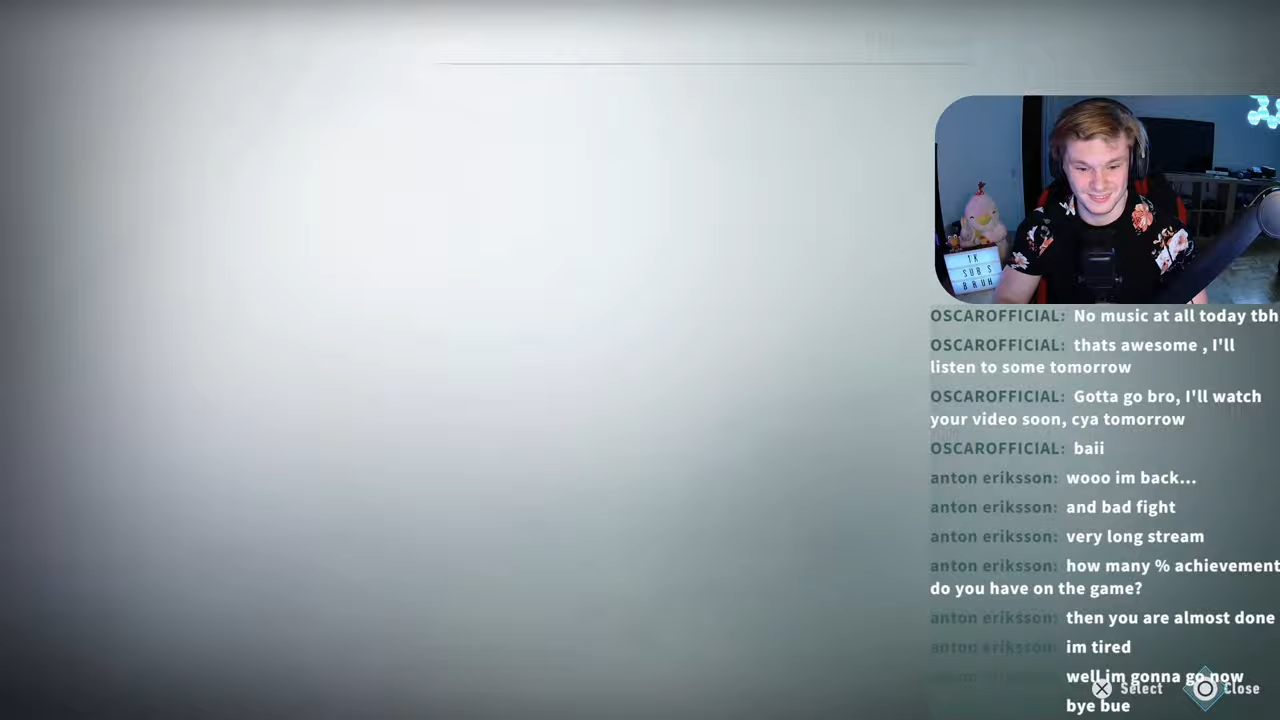 1K
SUBS
BRUH
OSCAROFFICIAL: No music at all today tbh
OSCAROFFICIAL: thats awesome , I'll
listen to some tomorrow
OSCAROFFICIAL: Gotta go bro, I'll watch
your video soon, cya tomorrow
OSCAROFFICIAL: baii
anton eriksson: wooo im back...
anton eriksson: and bad fight
anton eriksson: very long stream
anton eriksson: how many % achievement
do you have on the game?
anton eriksson: then you are almost done
anton eriksson: im tired
anton eriksson: well im gonna go now
Select Close
bye bue